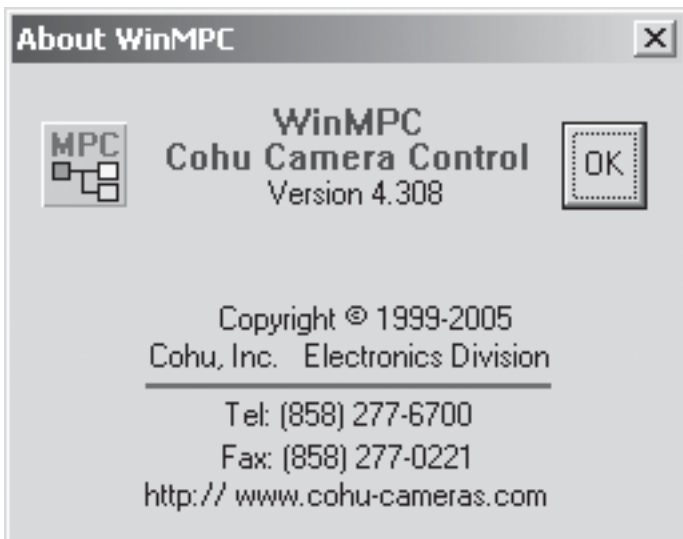 About WinMPC
MPC
WinMPC
Cohu Camera Control
Version 4.308
OK
Copyright © 1999-2005
Cohu, Inc. Electronics Division
Tel: (858) 277-6700
Fax: (858) 277-0221
http:// www.cohu-cameras.com